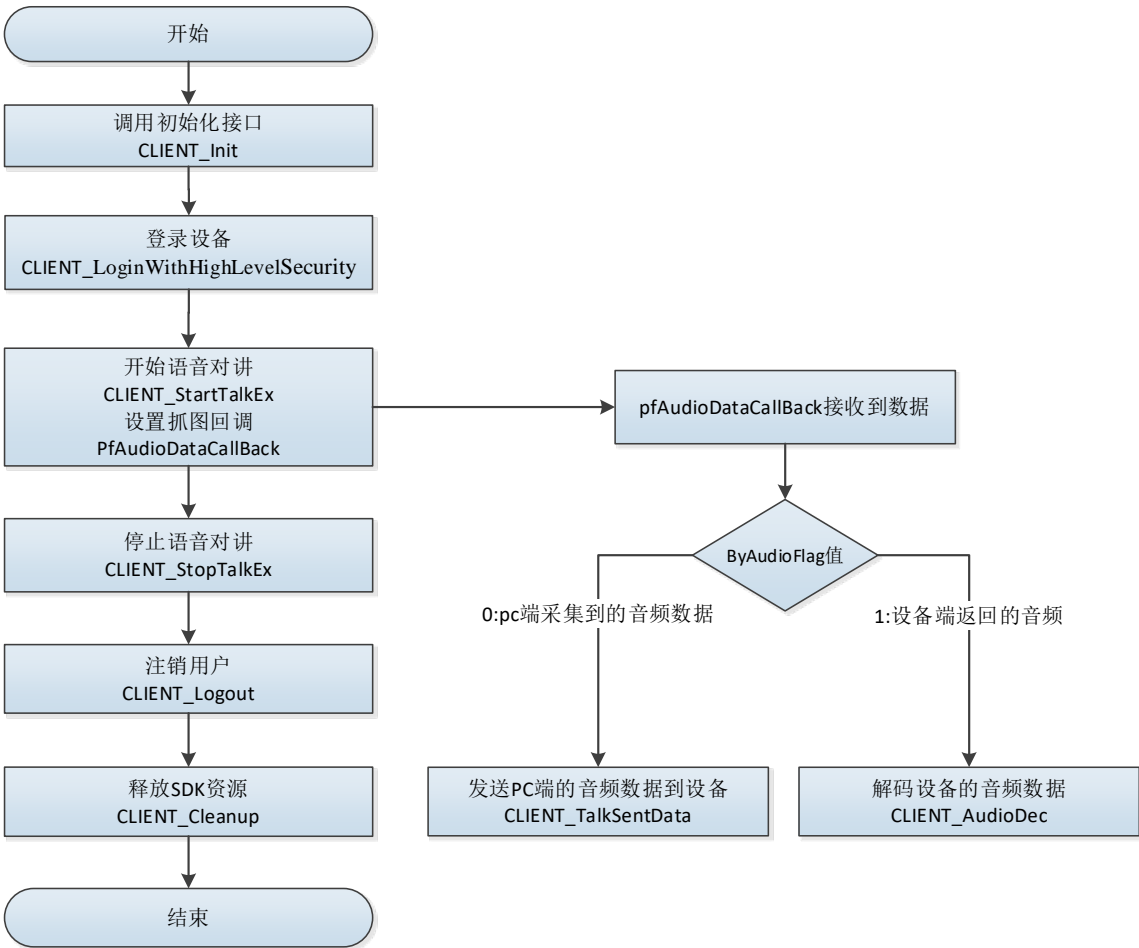 开始
调用初始化接口
CLIENT_Init
登录设备
CLIENT_LoginWithHighLevelSecurity
开始语音对讲
CLIENT_StartTalkEx
设置抓图回调
PfAudioDataCallBack
pfAudioDataCallBack接收到数据
停止语音对讲
CLIENT_StopTalkEx
ByAudioFlag值
0:pc端采集到的音频数据
1:设备端返回的音频
注销用户
CLIENT_Logout
释放SDK资源
CLIENT_Cleanup
发送PC端的音频数据到设备
CLIENT_TalkSentData
解码设备的音频数据
CLIENT_AudioDec
结束